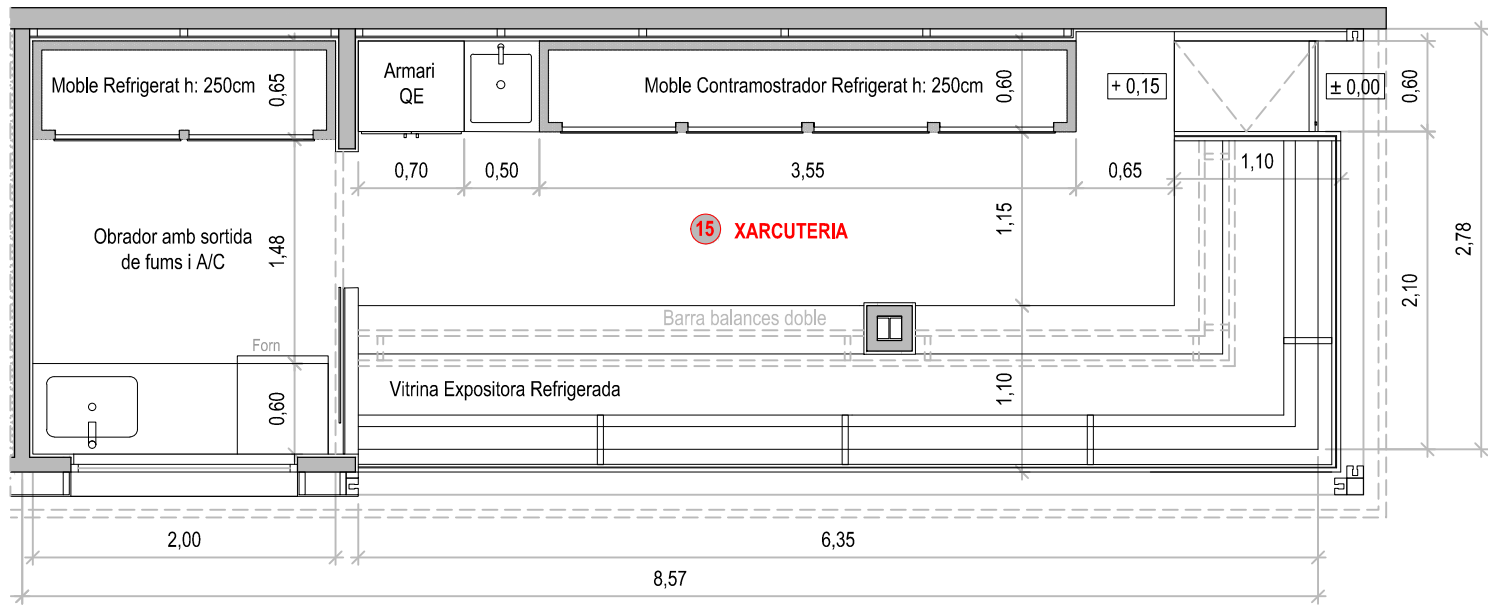 Moble Refrigerat h: 250cm
0,65
Armari
QE
Moble Contramostrador Refrigerat h: 250cm
0,60
+ 0,15
± 0,00
0,60
0,70
0,50
3,55
0,65
1,10
Obrador amb sortida
de fums i A/C
1,48
15 XARCUTERIA
1,15
2,10
2,78
Barra balances doble
Forn
0,60
Vitrina Expositora Refrigerada
1,10
2,00
6,35
8,57